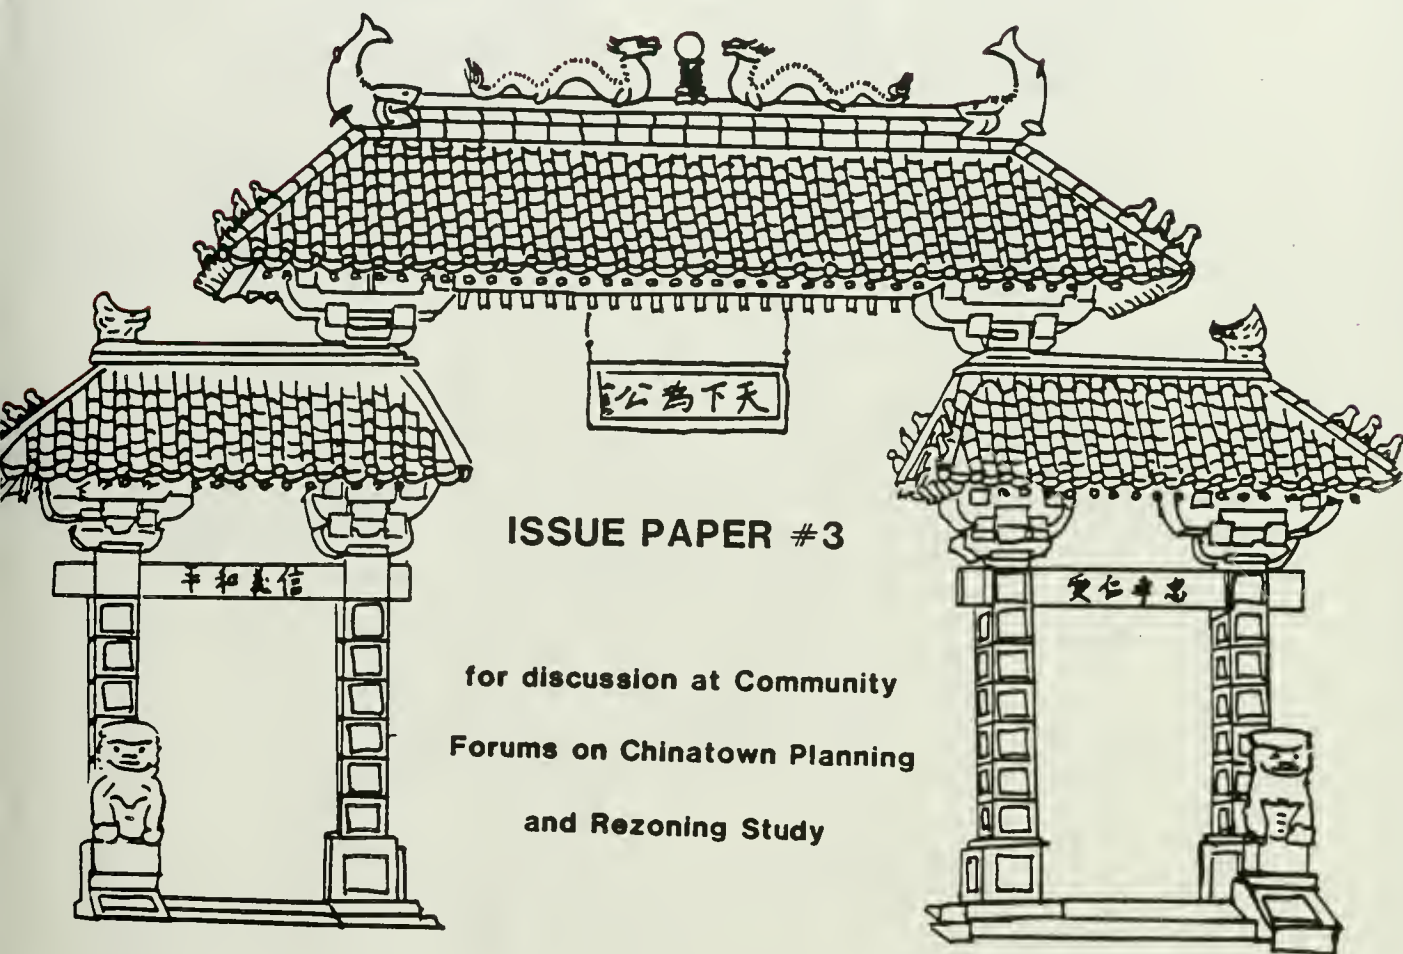 天下為公
ISSUE PAPER #3
信義和平
忠孝仁愛
for discussion at Community
Forums on Chinatown Planning
and Rezoning Study